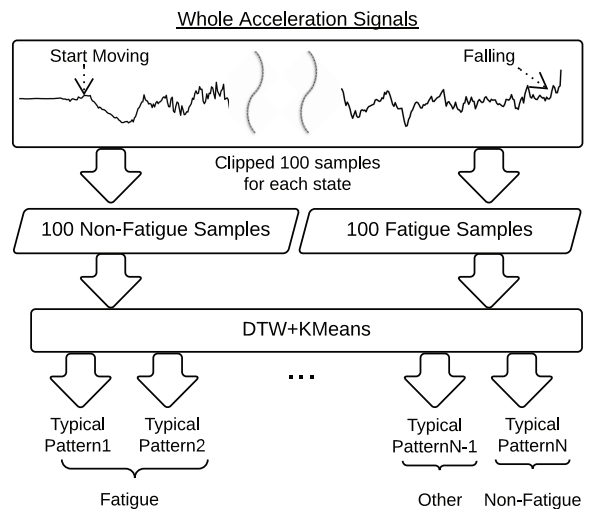 Whole Acceleration Signals
Start Moving
Falling
Clipped 100 samples
for each state
100 Non-Fatigue Samples
100 Fatigue Samples
DTW+KMeans
...
Typical
Pattern1
Typical
Pattern2
Typical
PatternN-1
Typical
PatternN
Fatigue
Other
Non-Fatigue